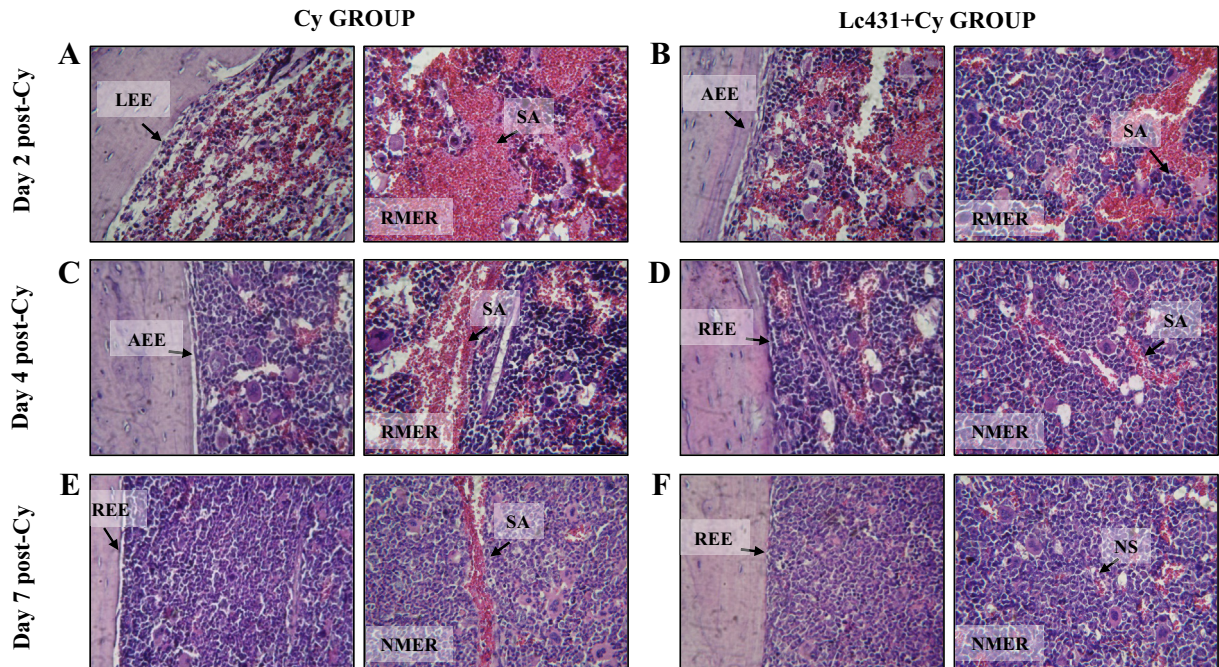 Cy GROUP
Lc431+Cy GROUP
Day 2 post-Cy
A
LEE
SA
RMER
B
AEE
SA
RMER
Day 4 post-Cy
C
AEE
SA
RMER
D
REE
SA
NMER
Day 7 post-Cy
E
REE
SA
NMER
F
REE
NS
NMER